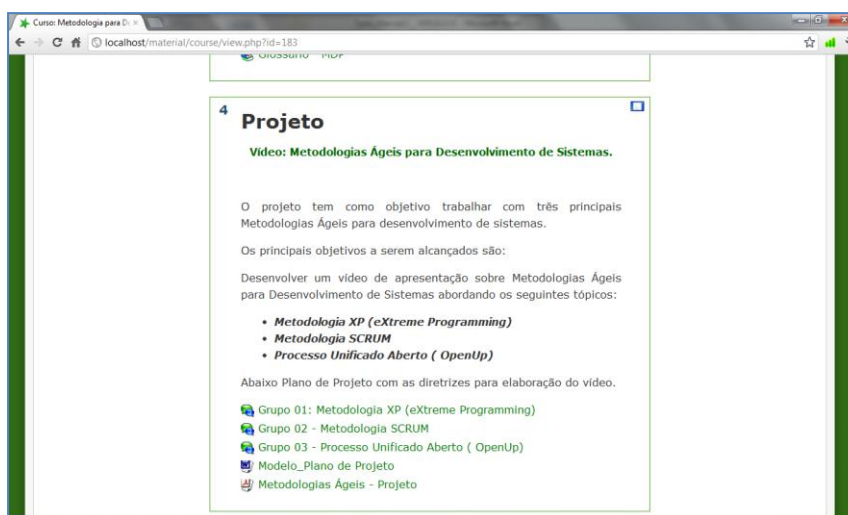 Curso: Metodologia para D
localhost/material/course/view.php?id=183
Glossário - MDP
4
Projeto
Vídeo: Metodologias Ágeis para Desenvolvimento de Sistemas.
O projeto tem como objetivo trabalhar com três principais
Metodologias Ágeis para desenvolvimento de sistemas.
Os principais objetivos a serem alcançados são:
Desenvolver um vídeo de apresentação sobre Metodologias Ágeis
para Desenvolvimento de Sistemas abordando os seguintes tópicos:
• Metodologia XP (eXtreme Programming)
• Metodologia SCRUM
• Processo Unificado Aberto ( OpenUp)
Abaixo Plano de Projeto com as diretrizes para elaboração do vídeo.
Grupo 01: Metodologia XP (eXtreme Programming)
Grupo 02 - Metodologia SCRUM
Grupo 03 - Processo Unificado Aberto ( OpenUp)
Modelo_Plano de Projeto
Metodologias Ágeis - Projeto